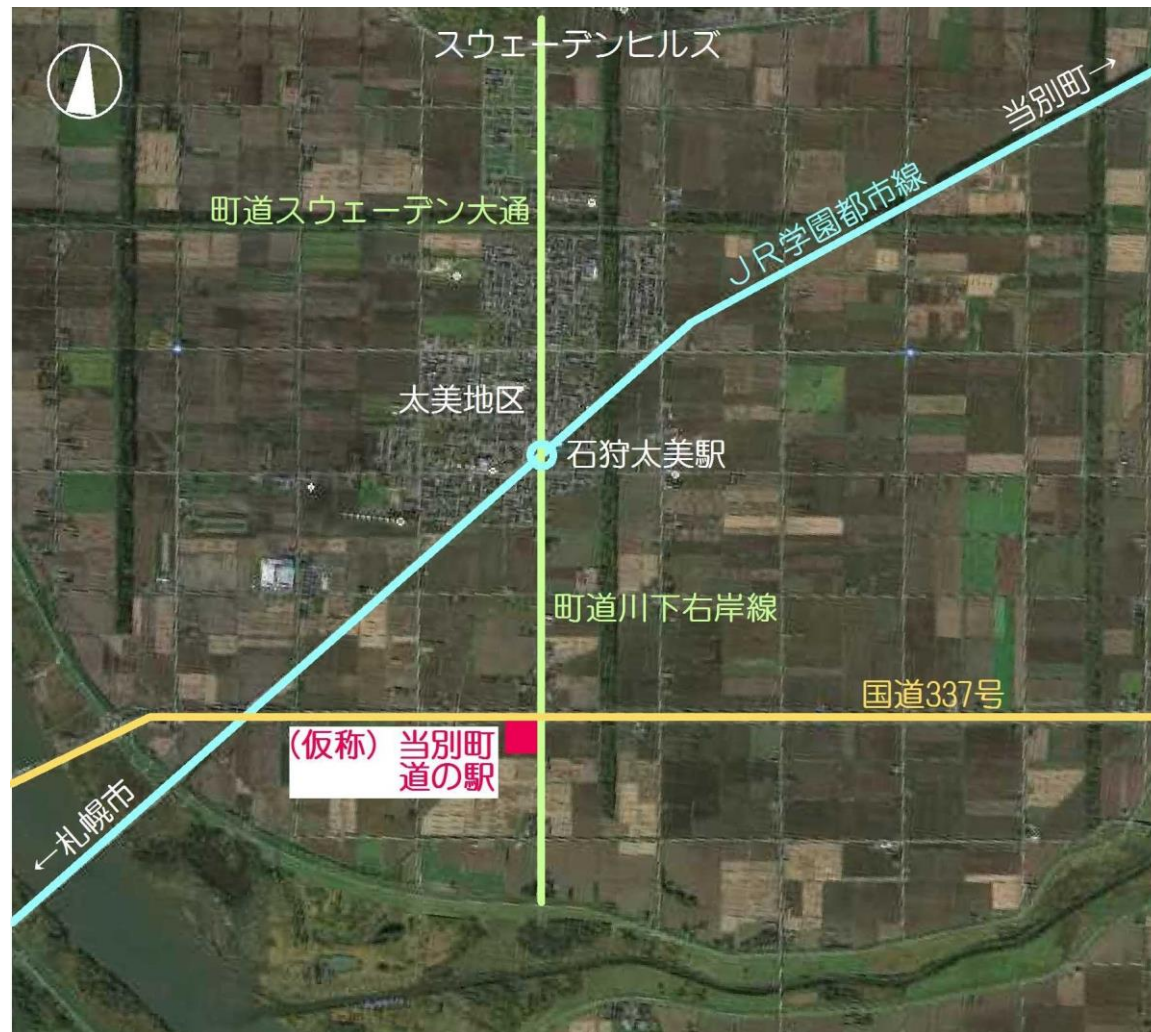 スウェーデンヒルズ
当別町→
町道スウェーデン大通
JR学園都市線
太美地区
石狩太美駅
町道川下右岸線
国道337号
(仮称) 当別町
道の駅
←札幌市